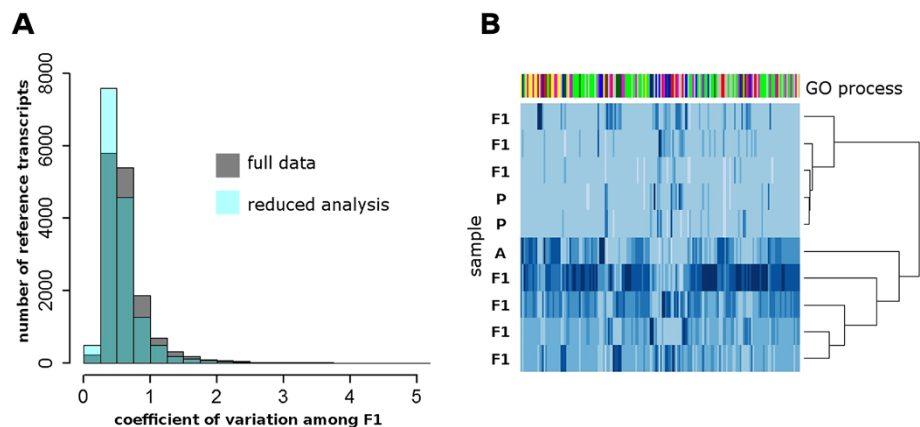 A
number of reference transcripts
8000
6000
4000
2000
0
full data
reduced analysis
0 1 2 3 4 5
coefficient of variation among F1
B
GO process
sample
F1
F1
F1
P
P
A
F1
F1
F1
F1